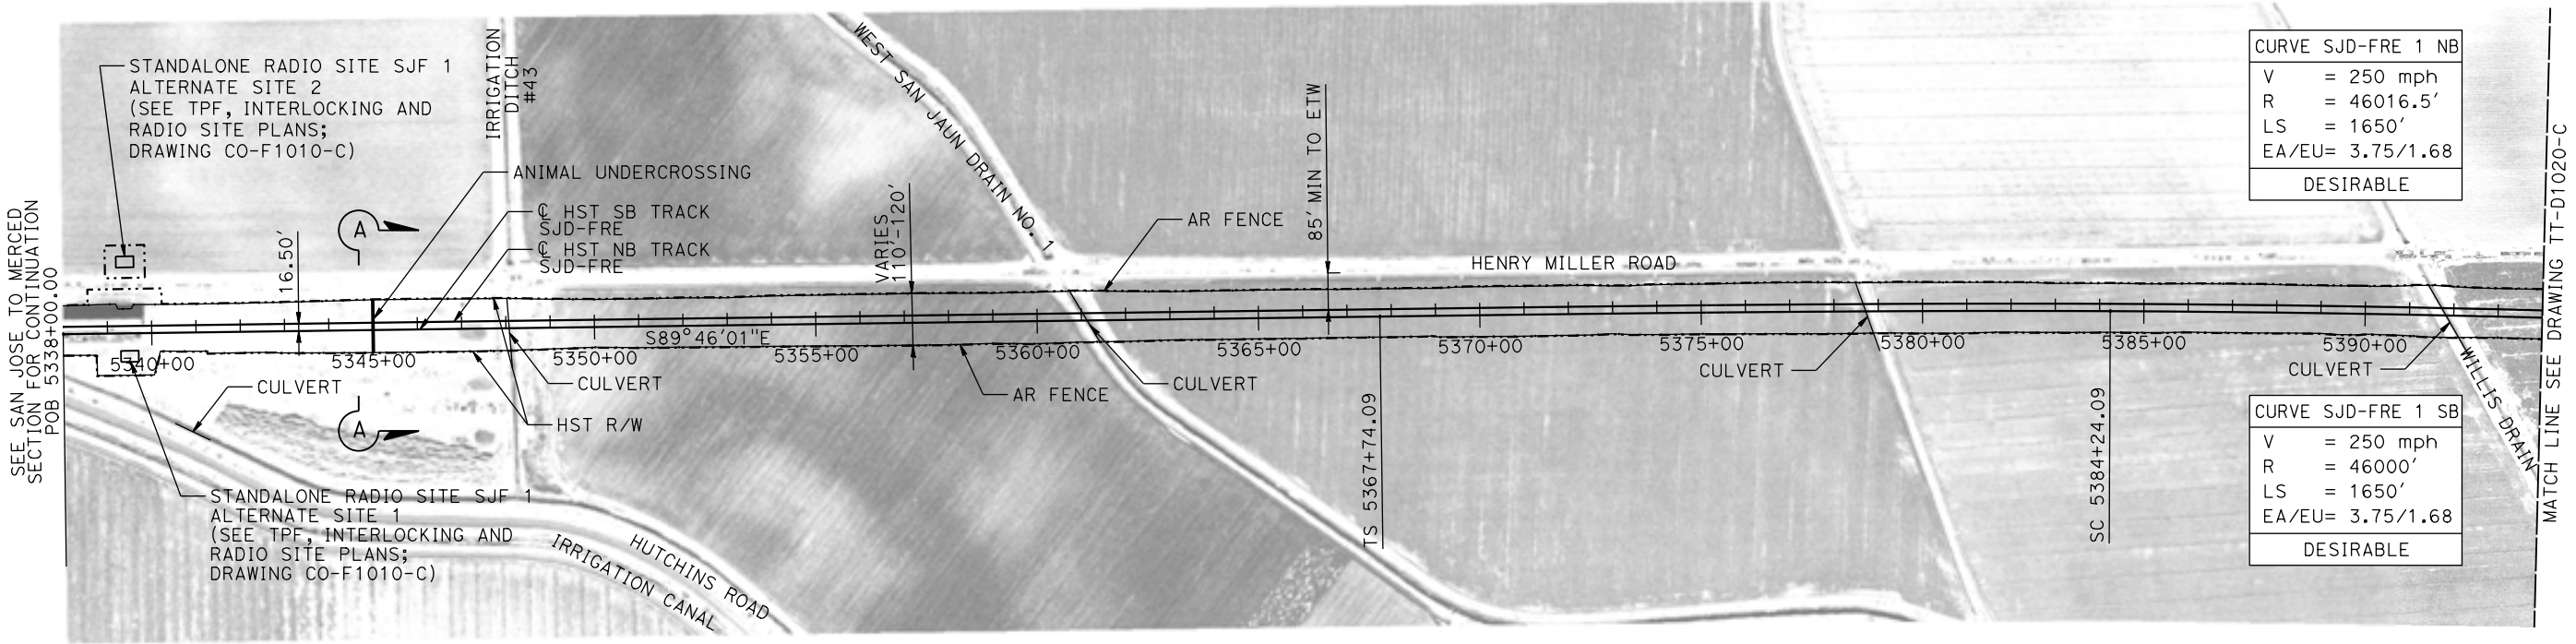 STANDALONE RADIO SITE SJF 1
ALTERNATE SITE 2
(SEE TPF, INTERLOCKING AND
RADIO SITE PLANS;
DRAWING CO-F1010-C)
IRRIGATION
DITCH
#43
WEST SAN JAUN DRAIN NO. 1
CURVE SJD-FRE 1 NB
V = 250 mph
R = 46016.5'
LS = 1650'
EA/EU= 3.75/1.68
DESIRABLE
ANIMAL UNDERCROSSING
℄ HST SB TRACK
SJD-FRE
℄ HST NB TRACK
SJD-FRE
A
16.50'
VARIES
110'-120'
AR FENCE
85' MIN TO ETW
HENRY MILLER ROAD
SEE SAN JOSE TO MERCED
SECTION FOR CONTINUATION
POB 5338+00.00
S89°46'01"E
5340+00
5345+00
5350+00
5355+00
5360+00
5365+00
5370+00
5375+00
5380+00
5385+00
5390+00
CULVERT
CULVERT
AR FENCE
CULVERT
CULVERT
CULVERT
HST R/W
A
TS 5367+74.09
SC 5384+24.09
WILLIS DRAIN
MATCH LINE SEE DRAWING TT-D1020-C
CURVE SJD-FRE 1 SB
V = 250 mph
R = 46000'
LS = 1650'
EA/EU= 3.75/1.68
DESIRABLE
STANDALONE RADIO SITE SJF 1
ALTERNATE SITE 1
(SEE TPF, INTERLOCKING AND
RADIO SITE PLANS;
DRAWING CO-F1010-C)
HUTCHINS ROAD
IRRIGATION CANAL